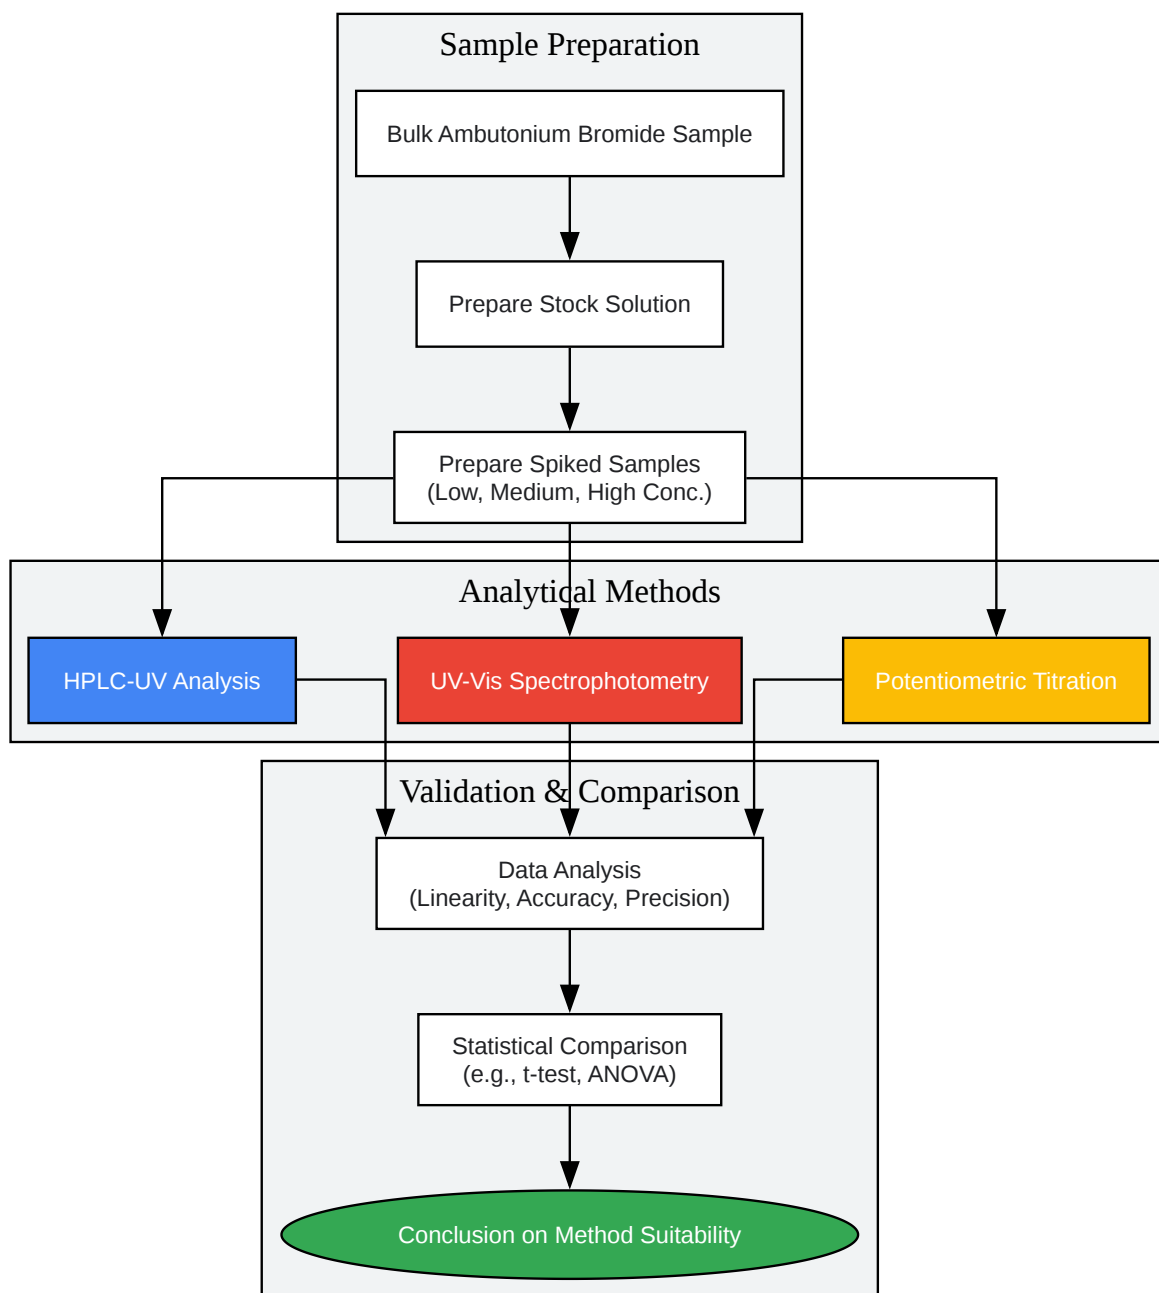 Sample Preparation
Bulk Ambutonium Bromide Sample
Prepare Stock Solution
Prepare Spiked Samples
(Low, Medium, High Conc.)
Analytical Methods
HPLC-UV Analysis
UV-Vis Spectrophotometry
Potentiometric Titration
Validation & Comparison
Data Analysis
(Linearity, Accuracy, Precision)
Statistical Comparison
(e.g., t-test, ANOVA)
Conclusion on Method Suitability